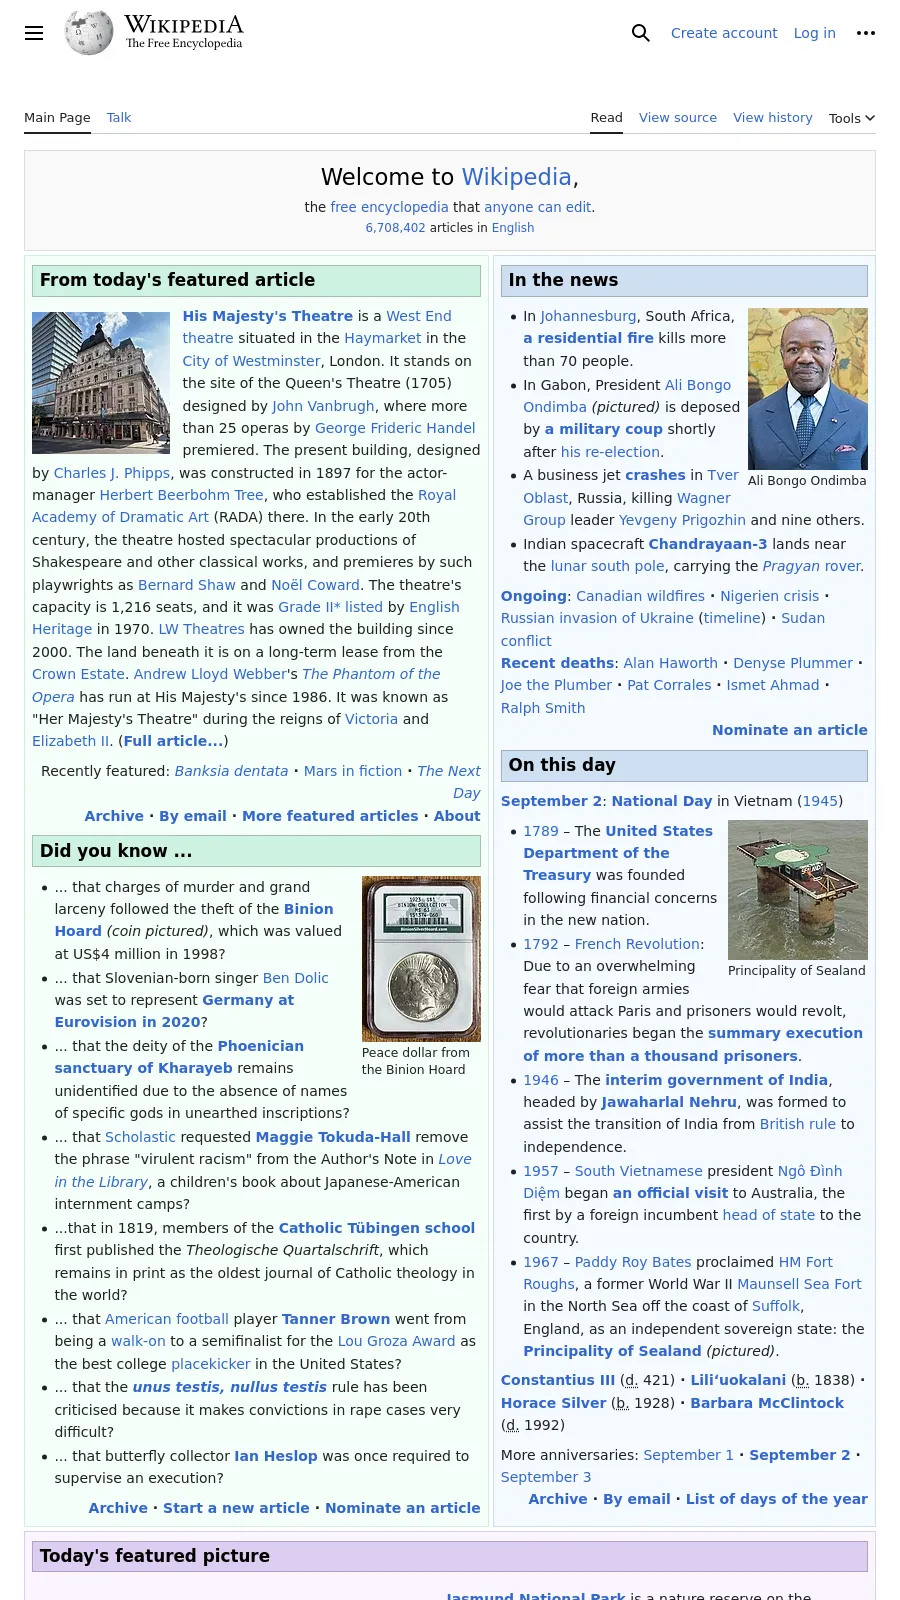 WIKIPEDIA
The Free Encyclopedia
Create account Log in
Main Page Talk Read View source View history Tools
Welcome to Wikipedia,
the free encyclopedia that anyone can edit.
6,708,402 articles in English
From today's featured article
His Majesty's Theatre is a West End
theatre situated in the Haymarket in the
City of Westminster, London. It stands on
the site of the Queen's Theatre (1705)
designed by John Vanbrugh, where more
than 25 operas by George Frideric Handel
premiered. The present building, designed
by Charles J. Phipps, was constructed in 1897 for the actor-
manager Herbert Beerbohm Tree, who established the Royal
Academy of Dramatic Art (RADA) there. In the early 20th
century, the theatre hosted spectacular productions of
Shakespeare and other classical works, and premieres by such
playwrights as Bernard Shaw and Noël Coward. The theatre's
capacity is 1,216 seats, and it was Grade II* listed by English
Heritage in 1970. LW Theatres has owned the building since
2000. The land beneath it is on a long-term lease from the
Crown Estate. Andrew Lloyd Webber's The Phantom of the
Opera has run at His Majesty's since 1986. It was known as
"Her Majesty's Theatre" during the reigns of Victoria and
Elizabeth II. (Full article...)
Recently featured: Banksia dentata · Mars in fiction · The Next
Day
Archive · By email · More featured articles · About
Did you know ...
... that charges of murder and grand
larceny followed the theft of the Binion
Hoard (coin pictured), which was valued
at US$4 million in 1998?
... that Slovenian-born singer Ben Dolic
was set to represent Germany at
Eurovision in 2020?
... that the deity of the Phoenician
sanctuary of Kharayeb remains
unidentified due to the absence of names
of specific gods in unearthed inscriptions?
Peace dollar from
the Binion Hoard
... that Scholastic requested Maggie Tokuda-Hall remove
the phrase "virulent racism" from the Author's Note in Love
in the Library, a children's book about Japanese-American
internment camps?
...that in 1819, members of the Catholic Tübingen school
first published the Theologische Quartalschrift, which
remains in print as the oldest journal of Catholic theology in
the world?
... that American football player Tanner Brown went from
being a walk-on to a semifinalist for the Lou Groza Award as
the best college placekicker in the United States?
... that the unus testis, nullus testis rule has been
criticised because it makes convictions in rape cases very
difficult?
... that butterfly collector Ian Heslop was once required to
supervise an execution?
Archive · Start a new article · Nominate an article
In the news
In Johannesburg, South Africa,
a residential fire kills more
than 70 people.
In Gabon, President Ali Bongo
Ondimba (pictured) is deposed
by a military coup shortly
after his re-election.
Ali Bongo Ondimba
A business jet crashes in Tver
Oblast, Russia, killing Wagner
Group leader Yevgeny Prigozhin and nine others.
Indian spacecraft Chandrayaan-3 lands near
the lunar south pole, carrying the Pragyan rover.
Ongoing: Canadian wildfires · Nigerien crisis ·
Russian invasion of Ukraine (timeline) · Sudan
conflict
Recent deaths: Alan Haworth · Denyse Plummer ·
Joe the Plumber · Pat Corrales · Ismet Ahmad ·
Ralph Smith
Nominate an article
On this day
September 2: National Day in Vietnam (1945)
1789 – The United States
Department of the
Treasury was founded
following financial concerns
in the new nation.
1792 – French Revolution:
Due to an overwhelming
fear that foreign armies
would attack Paris and prisoners would revolt,
revolutionaries began the summary execution
of more than a thousand prisoners.
Principality of Sealand
1946 – The interim government of India,
headed by Jawaharlal Nehru, was formed to
assist the transition of India from British rule to
independence.
1957 – South Vietnamese president Ngô Đình
Diệm began an official visit to Australia, the
first by a foreign incumbent head of state to the
country.
1967 – Paddy Roy Bates proclaimed HM Fort
Roughs, a former World War II Maunsell Sea Fort
in the North Sea off the coast of Suffolk,
England, as an independent sovereign state: the
Principality of Sealand (pictured).
Constantius III (d. 421) · Liliʻuokalani (b. 1838) ·
Horace Silver (b. 1928) · Barbara McClintock
(d. 1992)
More anniversaries: September 1 · September 2 ·
September 3
Archive · By email · List of days of the year
Today's featured picture
Jasmund National Park is a nature reserve on the